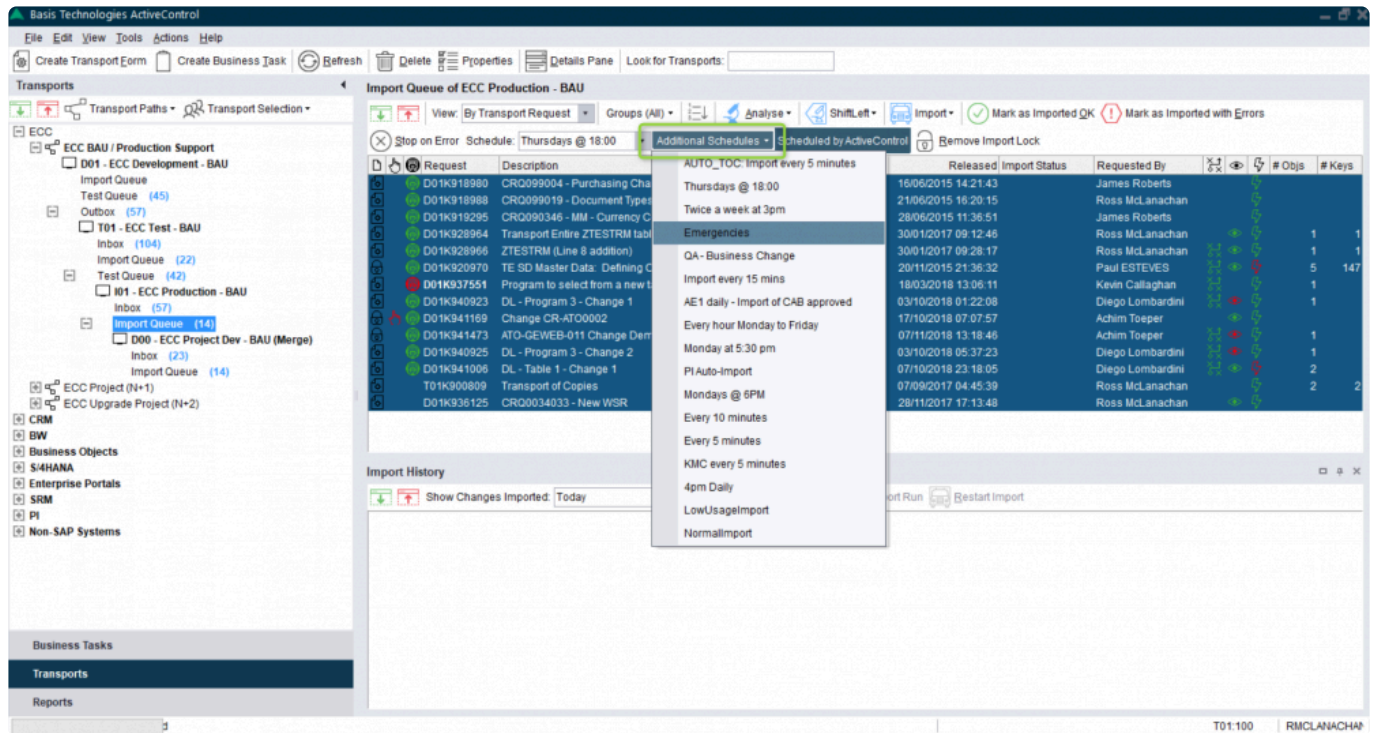 Basis Technologies ActiveControl
File Edit View Tools Actions Help
Create Transport Form Create Business Task Refresh Delete Properties Details Pane Look for Transports:
Transports
Transport Paths Transport Selection
ECC
ECC BAU / Production Support
D01 - ECC Development - BAU
Import Queue
Test Queue (45)
Outbox (57)
T01 - ECC Test - BAU
Inbox (104)
Import Queue (22)
Test Queue (42)
I01 - ECC Production - BAU
Inbox (57)
Import Queue (14)
D00 - ECC Project Dev - BAU (Merge)
Inbox (23)
Import Queue (14)
ECC Project (N+1)
ECC Upgrade Project (N+2)
CRM
BW
Business Objects
S/4HANA
Enterprise Portals
SRM
PI
Non-SAP Systems
Business Tasks
Transports
Reports
Import Queue of ECC Production - BAU
View: By Transport Request Groups (All) Analyse ShiftLeft Import Mark as Imported OK Mark as Imported with Errors
Stop on Error Schedule: Thursdays @ 18:00 Additional Schedules Scheduled by ActiveControl Remove Import Lock
Request Description Released Import Status Requested By # Objs # Keys
D01K918980 CRQ099004 - Purchasing Cha 16/06/2015 14:21:43 James Roberts
D01K918988 CRQ099019 - Document Types 21/06/2015 16:20:15 Ross McLanachan
D01K919295 CRQ090346 - MM - Currency C 28/06/2015 11:36:51 James Roberts
D01K928964 Transport Entire ZTESTRM tabl 30/01/2017 09:12:46 Ross McLanachan 1 1
D01K928966 ZTESTRM (Line 8 addition) 30/01/2017 09:28:17 Ross McLanachan 1 1
D01K920970 TE SD Master Data: Defining C 20/11/2015 21:36:32 Paul ESTEVES 5 147
D01K937551 Program to select from a new t 18/03/2018 13:06:11 Kevin Callaghan 1
D01K940923 DL - Program 3 - Change 1 03/10/2018 01:22:08 Diego Lombardini 1
D01K941169 Change CR-ATO0002 17/10/2018 07:07:57 Achim Toeper
D01K941473 ATO-GEWEB-011 Change Dem 07/11/2018 13:18:46 Achim Toeper 1
D01K940925 DL - Program 3 - Change 2 03/10/2018 05:37:23 Diego Lombardini 1
D01K941006 DL - Table 1 - Change 1 07/10/2018 23:18:05 Diego Lombardini 2
T01K900809 Transport of Copies 07/09/2017 04:45:39 Ross McLanachan 2 2
D01K936125 CRQ0034033 - New WSR 28/11/2017 17:13:48 Ross McLanachan
AUTO_TOC: Import every 5 minutes
Thursdays @ 18:00
Twice a week at 3pm
Emergencies
QA - Business Change
Import every 15 mins
AE1 daily - Import of CAB approved
Every hour Monday to Friday
Monday at 5:30 pm
PI Auto-Import
Mondays @ 6PM
Every 10 minutes
Every 5 minutes
KMC every 5 minutes
4pm Daily
LowUsageImport
NormalImport
Import History
Show Changes Imported: Today ort Run Restart Import
T01:100 RMCLANACHAN